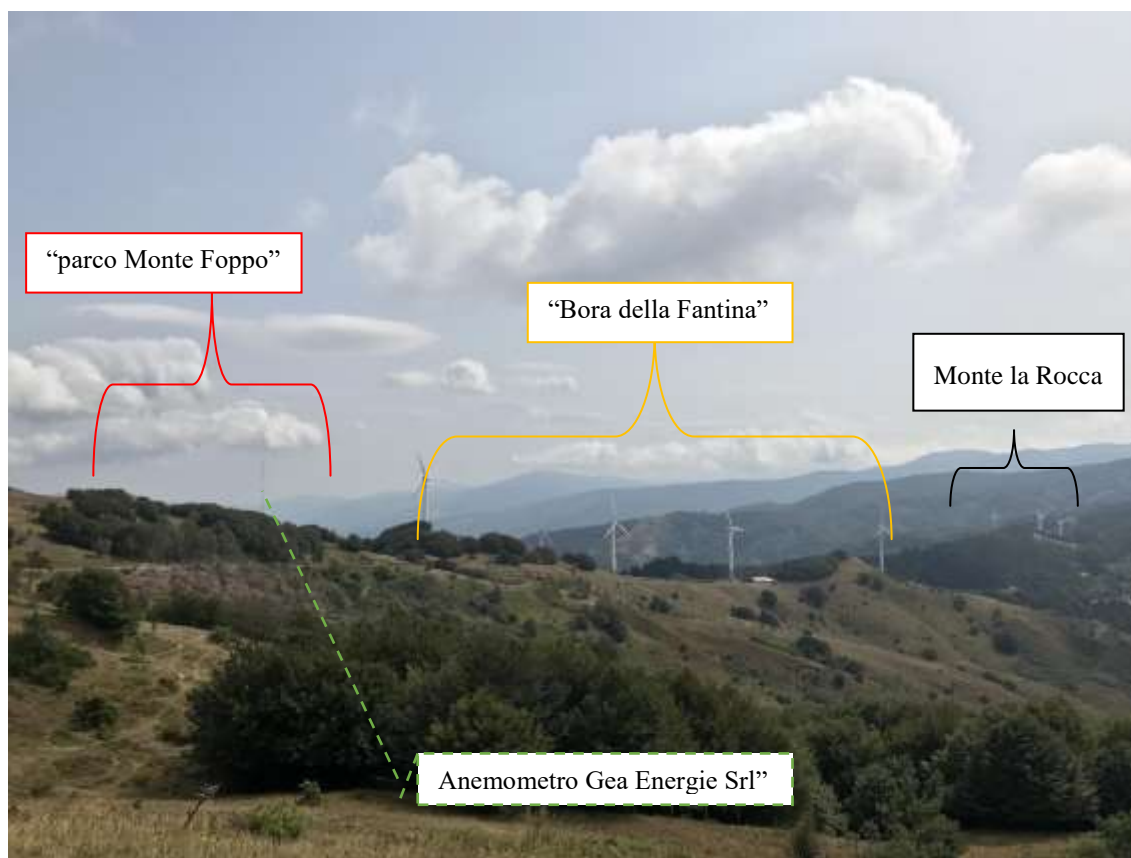 “parco Monte Foppo”
“Bora della Fantina”
Monte la Rocca
Anemometro Gea Energie Srl”